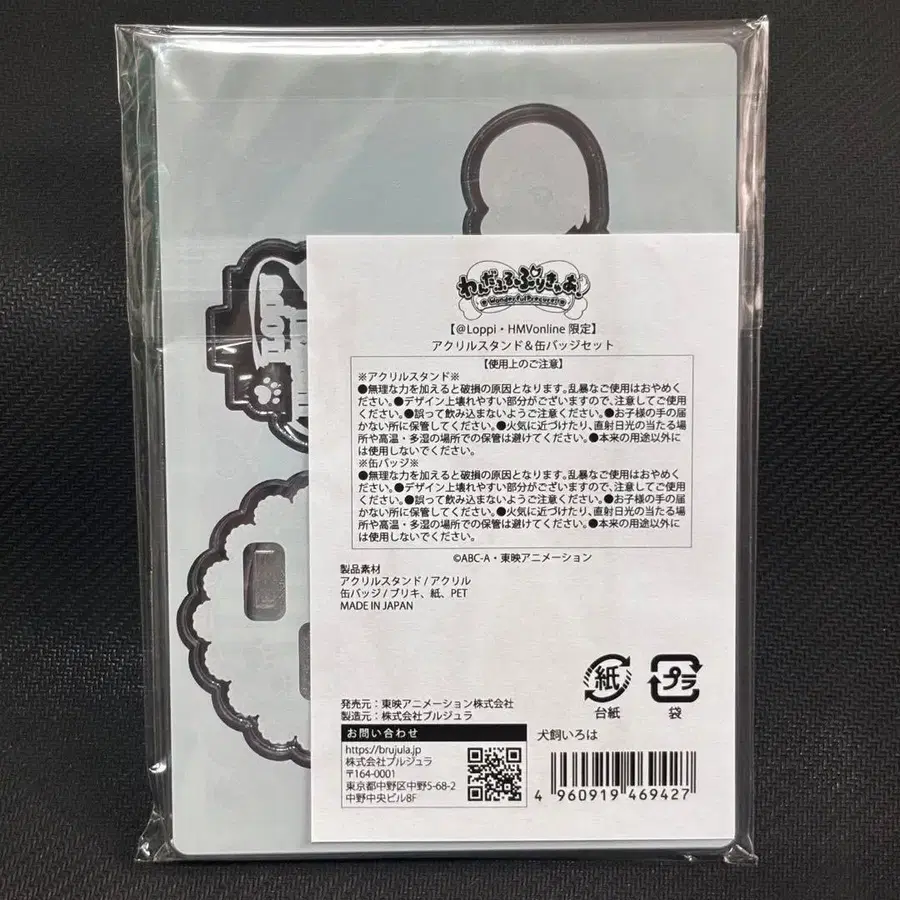 わんだふるぷりきゅあ!
Wonderful Precure!!
【@Loppi・HMVonline 限定】
アクリルスタンド&缶バッジセット
【使用上のご注意】
※アクリルスタンド※
●無理な力を加えると破損の原因となります。乱暴なご使用はおやめく
ださい。●デザイン上壊れやすい部分がございますので、注意してご使用
ください。●誤って飲み込まないようご注意ください。●お子様の手の届
かない所に保管してください。●火気に近づけたり、直射日光の当たる場
所や高温・多湿の場所での保管は避けてください。●本来の用途以外に
は使用しないでください。
※缶バッジ※
●無理な力を加えると破損の原因となります。乱暴なご使用はおやめく
ださい。●デザイン上壊れやすい部分がございますので、注意してご使用
ください。●誤って飲み込まないようご注意ください。●お子様の手の届
かない所に保管してください。●火気に近づけたり、直射日光の当たる場
所や高温・多湿の場所での保管は避けてください。●本来の用途以外に
は使用しないでください。
©ABC-A・東映アニメーション
製品素材
アクリルスタンド / アクリル
缶バッジ / ブリキ、紙、PET
MADE IN JAPAN
紙
プラ
台紙
袋
発売元：東映アニメーション株式会社
製造元：株式会社ブルジュラ
お問い合わせ
https://brujula.jp
株式会社ブルジュラ
〒164-0001
東京都中野区中野5-68-2
中野中央ビル8F
犬飼いろは
4 960919 469427